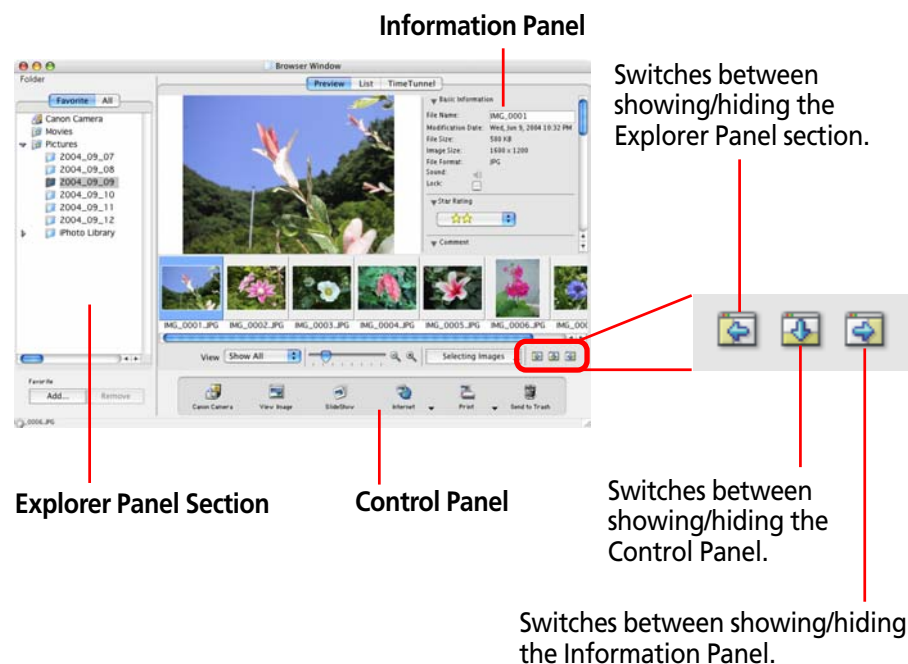 Information Panel
Browser Window
Folder
Preview List TimeTunnel
Favorite All
Canon Camera
Movies
Pictures
2004_09_07
2004_09_08
2004_09_09
2004_09_10
2004_09_11
2004_09_12
iPhoto Library
Basic Information
File Name: IMG_0001
Modification Date: Wed, Jun 9, 2004 10:32 PM
File Size: 580 KB
Image Size: 1600 x 1200
File Format: JPG
Sound:
Lock:
Star Rating
Comment
Switches between
showing/hiding the
Explorer Panel section.
IMG_0001.JPG IMG_0002.JPG IMG_0003.JPG IMG_0004.JPG IMG_0005.JPG IMG_0006.JPG IMG_00
View Show All Selecting Images
Favorite
Add... Remove
Canon Camera View Image SlideShow Internet Print Send to Trash
_0006.JPG
Explorer Panel Section
Control Panel
Switches between
showing/hiding the
Control Panel.
Switches between showing/hiding
the Information Panel.